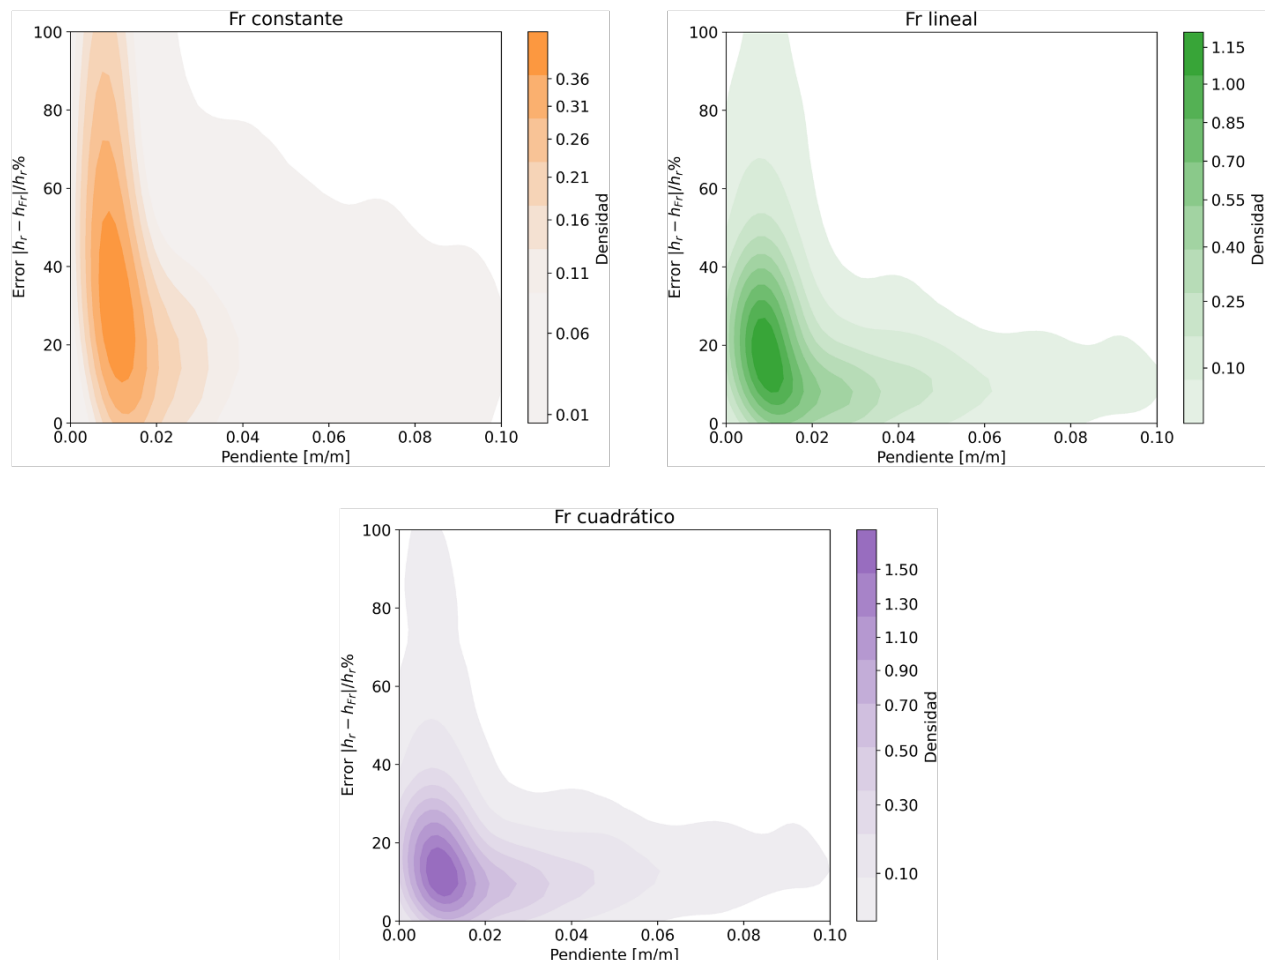 Fr constante
100
80
60
40
20
0
0.00 0.02 0.04 0.06 0.08 0.10
Pendiente [m/m]
Error |hᵣ − h_Fr|/hᵣ%
0.36
0.31
0.26
0.21
0.16
0.11
0.06
0.01
Densidad
Fr lineal
100
80
60
40
20
0
0.00 0.02 0.04 0.06 0.08 0.10
Pendiente [m/m]
Error |hᵣ − h_Fr|/hᵣ%
1.15
1.00
0.85
0.70
0.55
0.40
0.25
0.10
Densidad
Fr cuadrático
100
80
60
40
20
0
0.00 0.02 0.04 0.06 0.08 0.10
Pendiente [m/m]
Error |hᵣ − h_Fr|/hᵣ%
1.50
1.30
1.10
0.90
0.70
0.50
0.30
0.10
Densidad